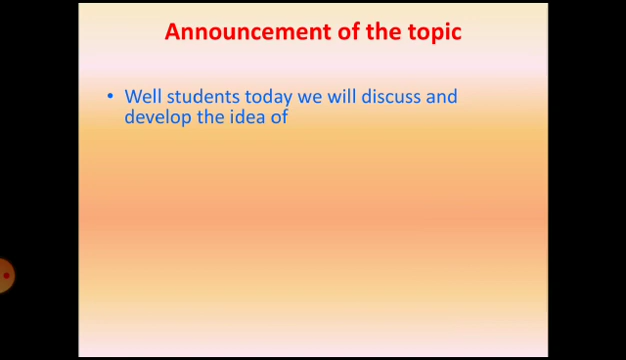 Announcement of the topic
• Well students today we will discuss and
develop the idea of